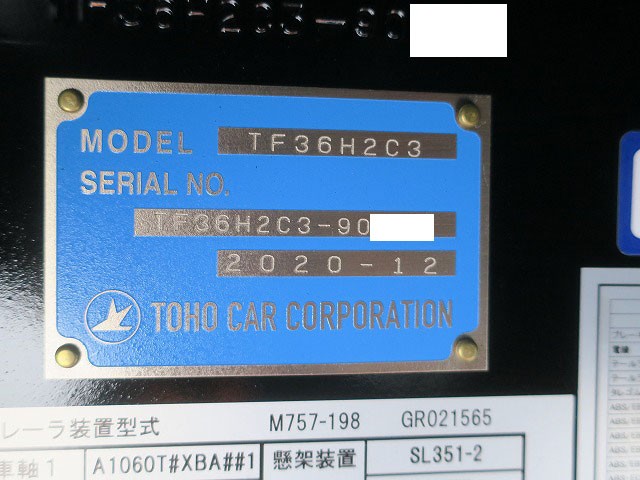 MODEL TF36H2C3
SERIAL NO.
TF36H2C3-90
2020-12
TOHO CAR CORPORATION
レーラ装置型式 M757-198 GR021565
車軸1 A1060T#XBA##1 懸架装置 SL351-2